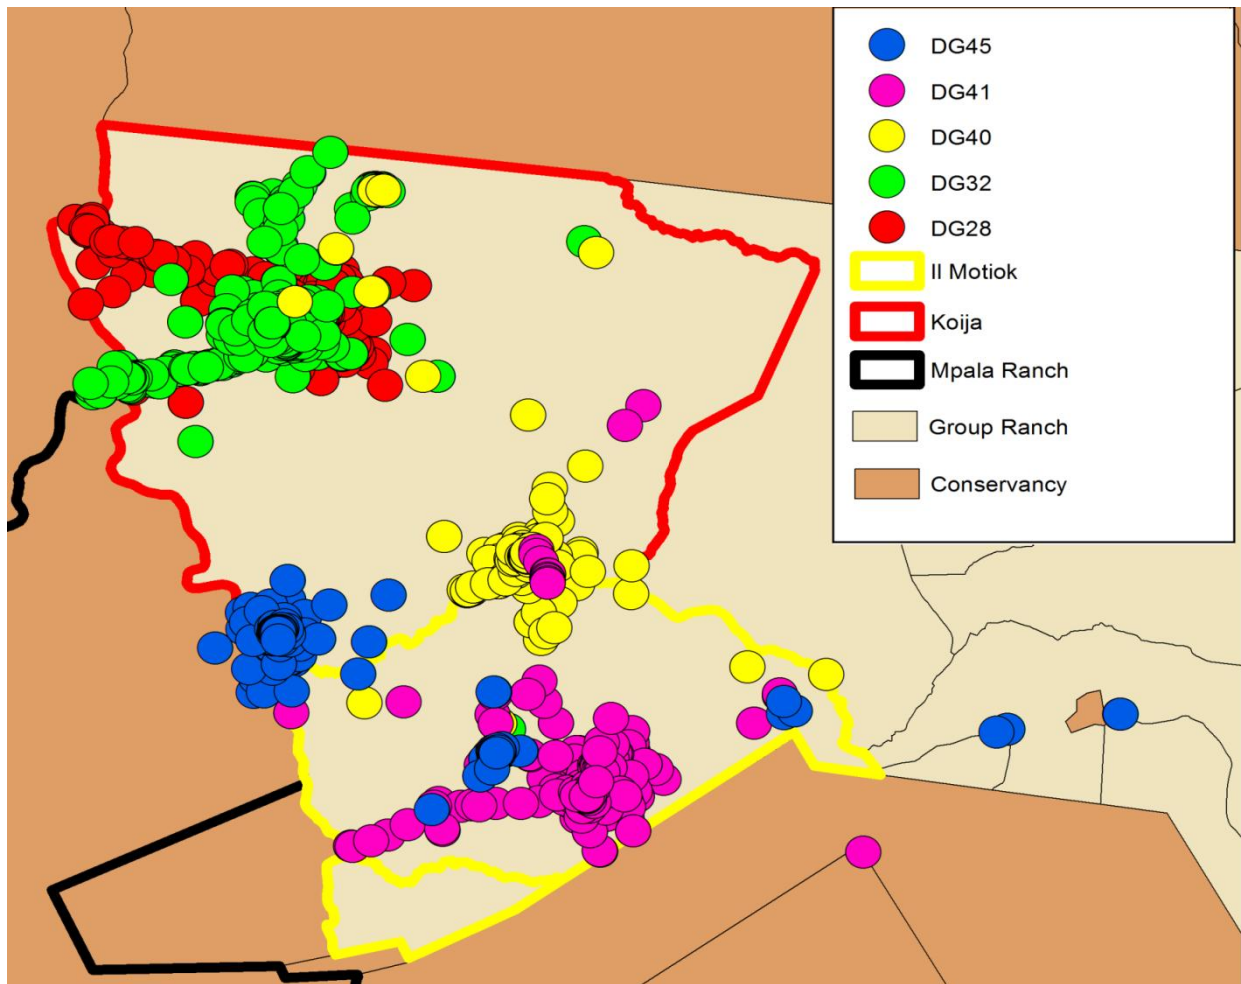 DG45
DG41
DG40
DG32
DG28
Il Motiok
Koija
Mpala Ranch
Group Ranch
Conservancy